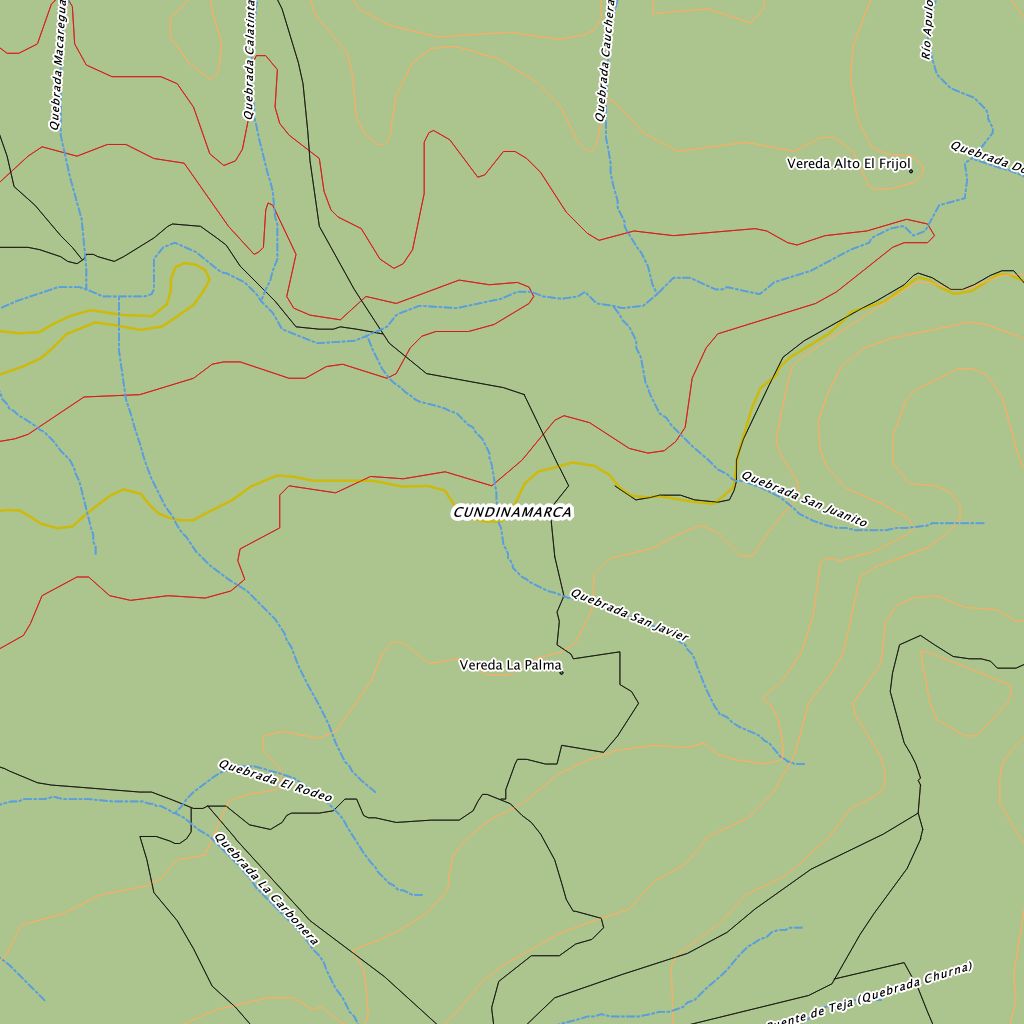 Quebrada Macaregua
Quebrada Calatinta
Quebrada Cauchera
Río Apulo
Quebrada
Vereda Alto El Frijol
Quebrada San Juanito
CUNDINAMARCA
Quebrada San Javier
Vereda La Palma
Quebrada El Rodeo
Quebrada La Carbonera
de Teja (Quebrada Churna)